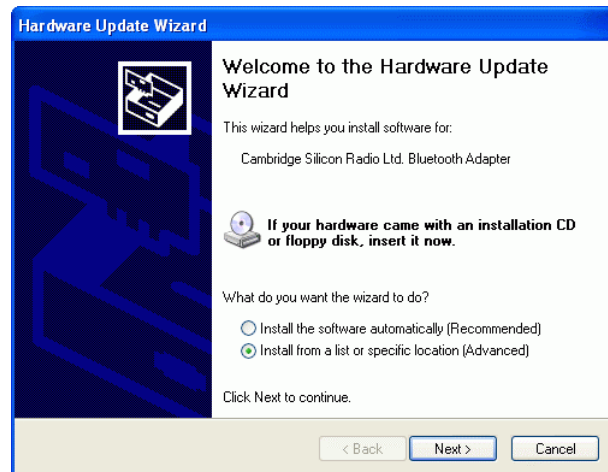 Hardware Update Wizard
Welcome to the Hardware Update
Wizard
This wizard helps you install software for:
Cambridge Silicon Radio Ltd. Bluetooth Adapter
If your hardware came with an installation CD
or floppy disk, insert it now.
What do you want the wizard to do?
Install the software automatically (Recommended)
Install from a list or specific location (Advanced)
Click Next to continue.
< Back Next > Cancel